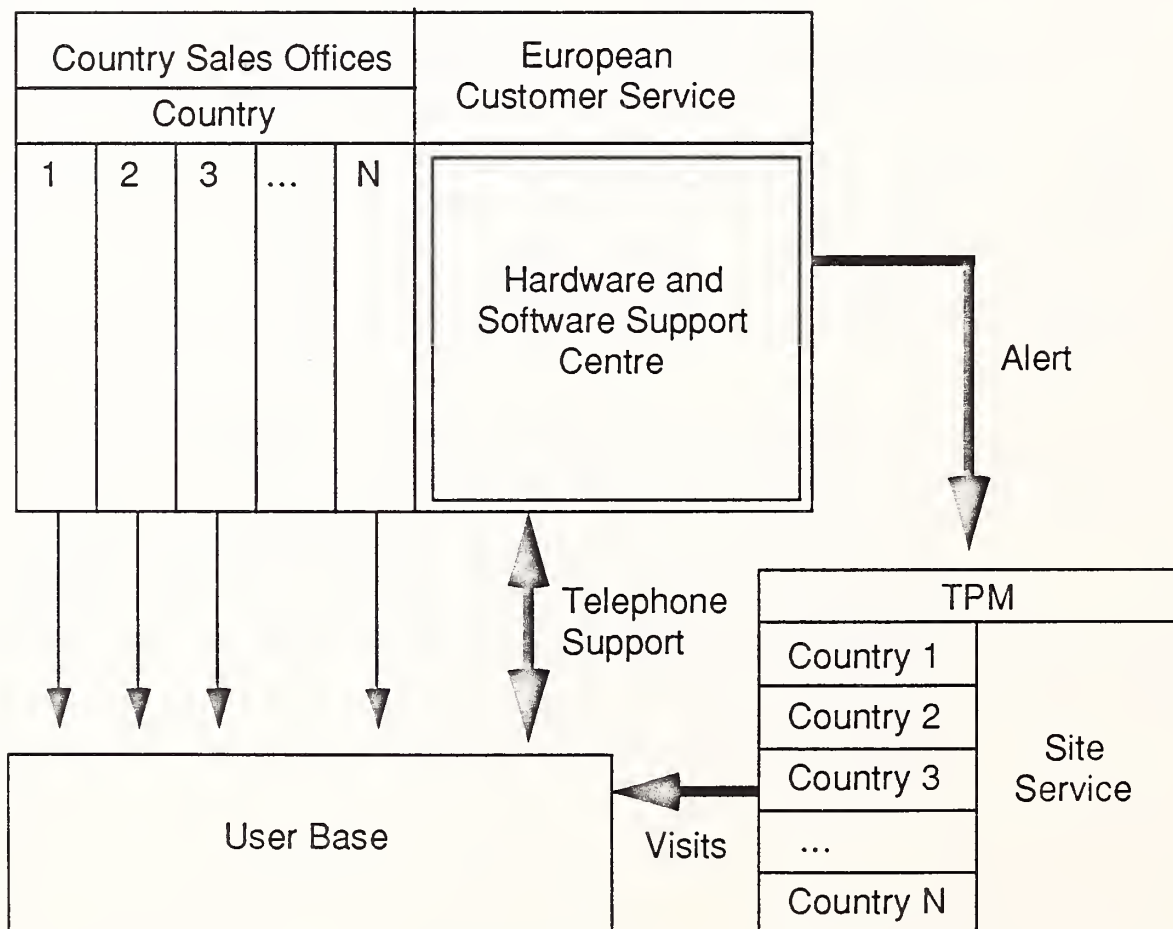 Country Sales Offices
Country
1 2 3 ... N
European
Customer Service
Hardware and
Software Support
Centre
Alert
Telephone
Support
TPM
Country 1
Country 2
Country 3
...
Country N
Site
Service
Visits
User Base